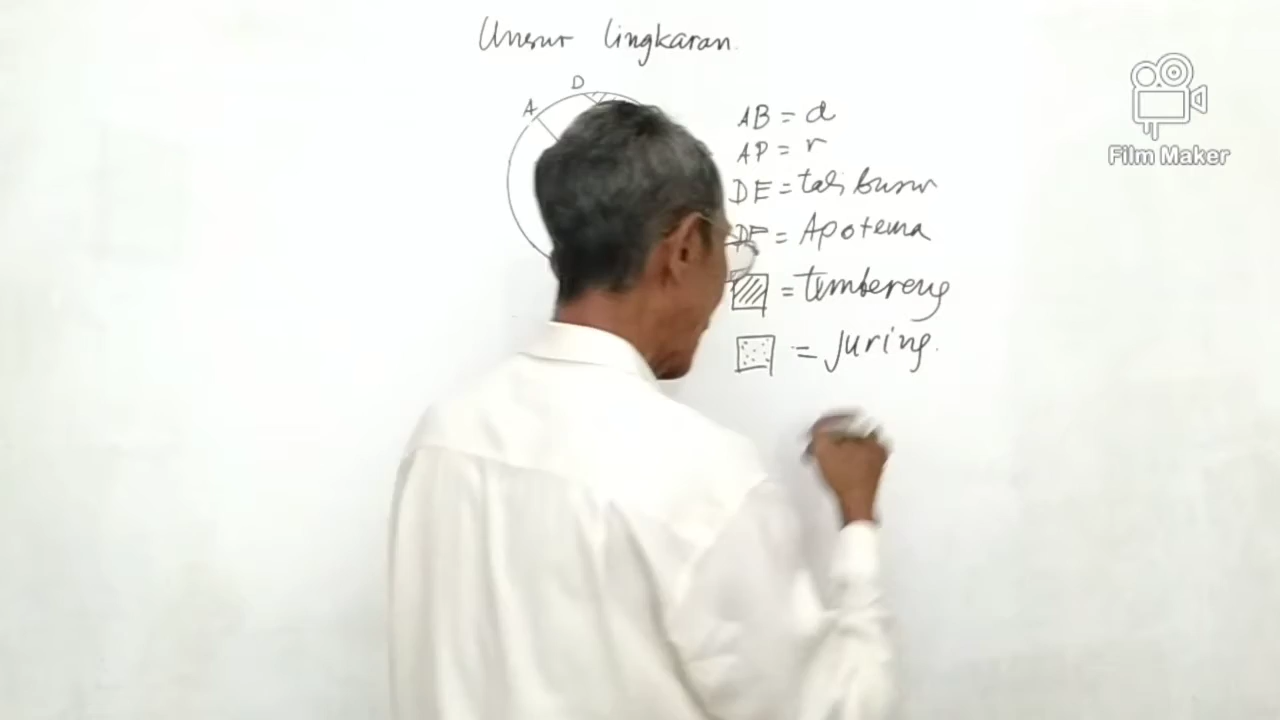 Unsur lingkaran.
D
A
AB = d
AP = r
DE = tali busur
= Apotema
= tembereng
= Juring.
Film Maker